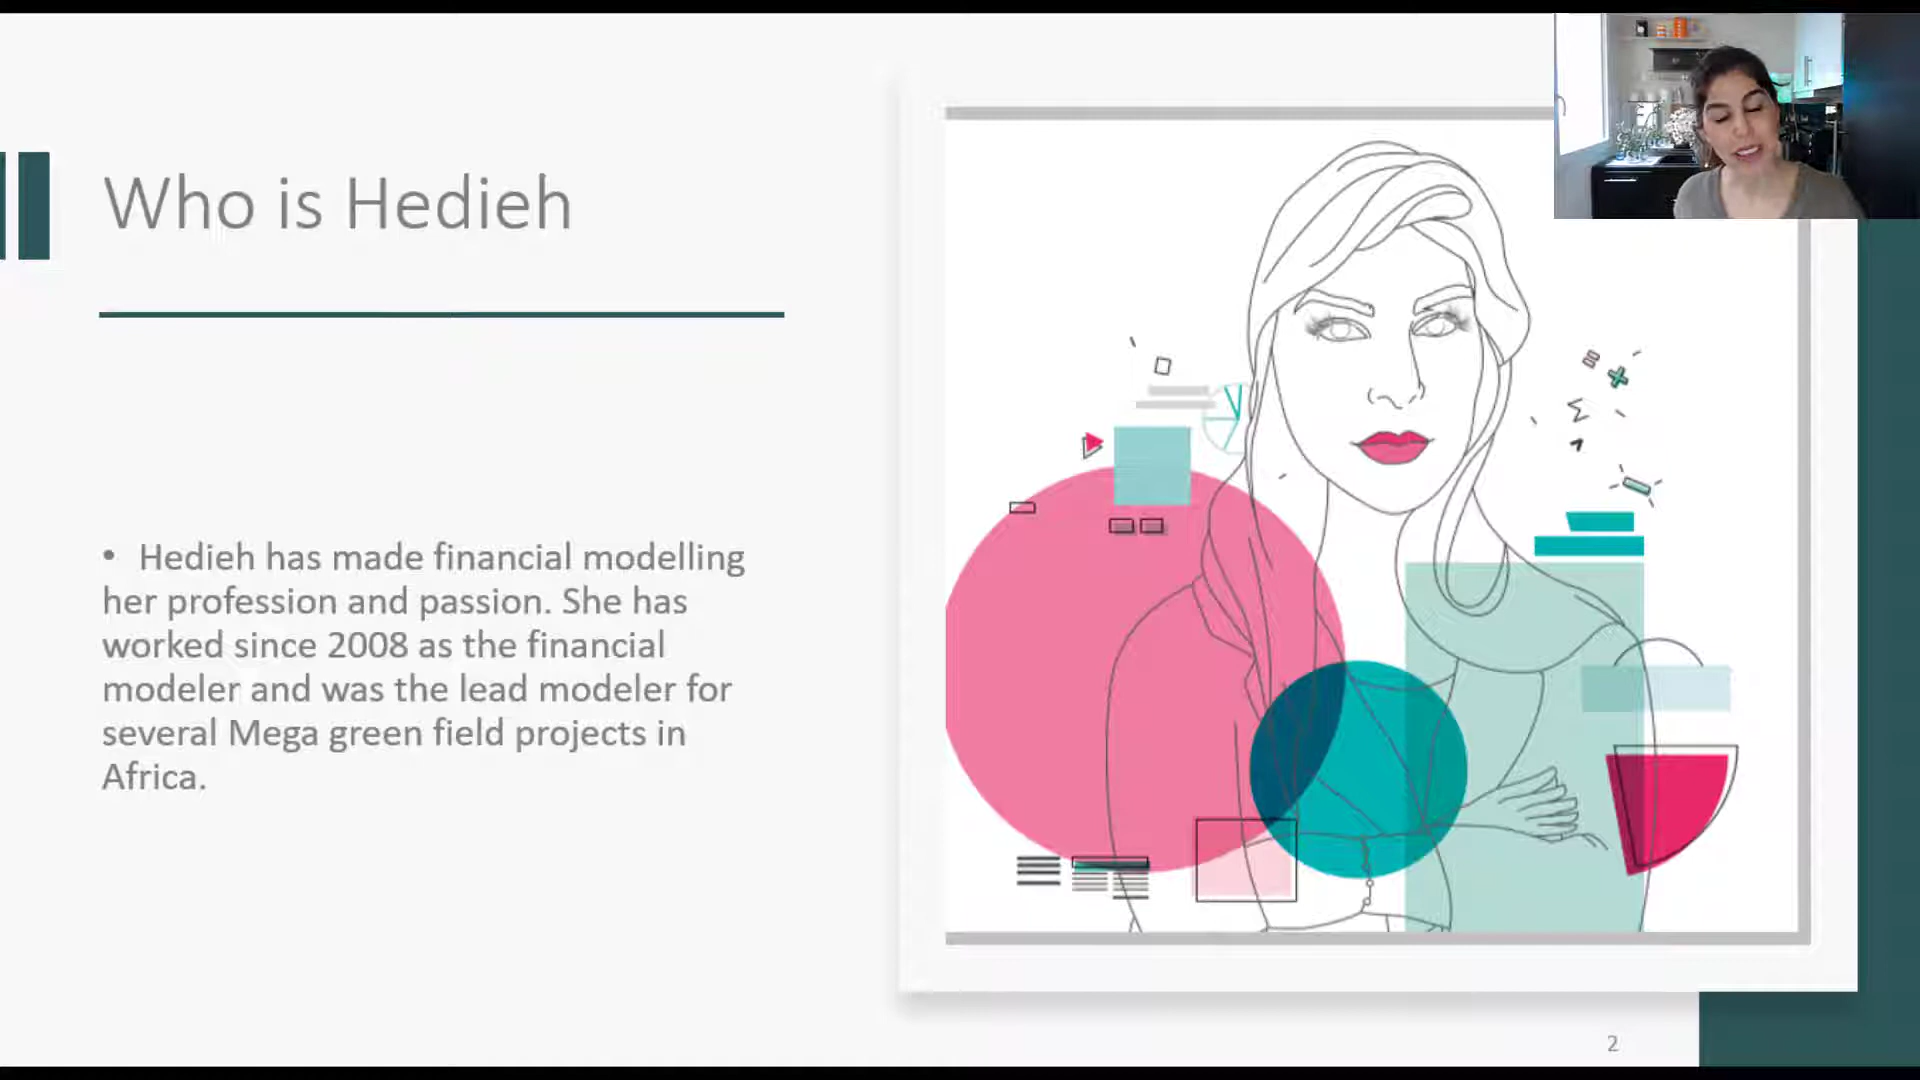 Who is Hedieh
• Hedieh has made financial modelling
her profession and passion. She has
worked since 2008 as the financial
modeler and was the lead modeler for
several Mega green field projects in
Africa.
2